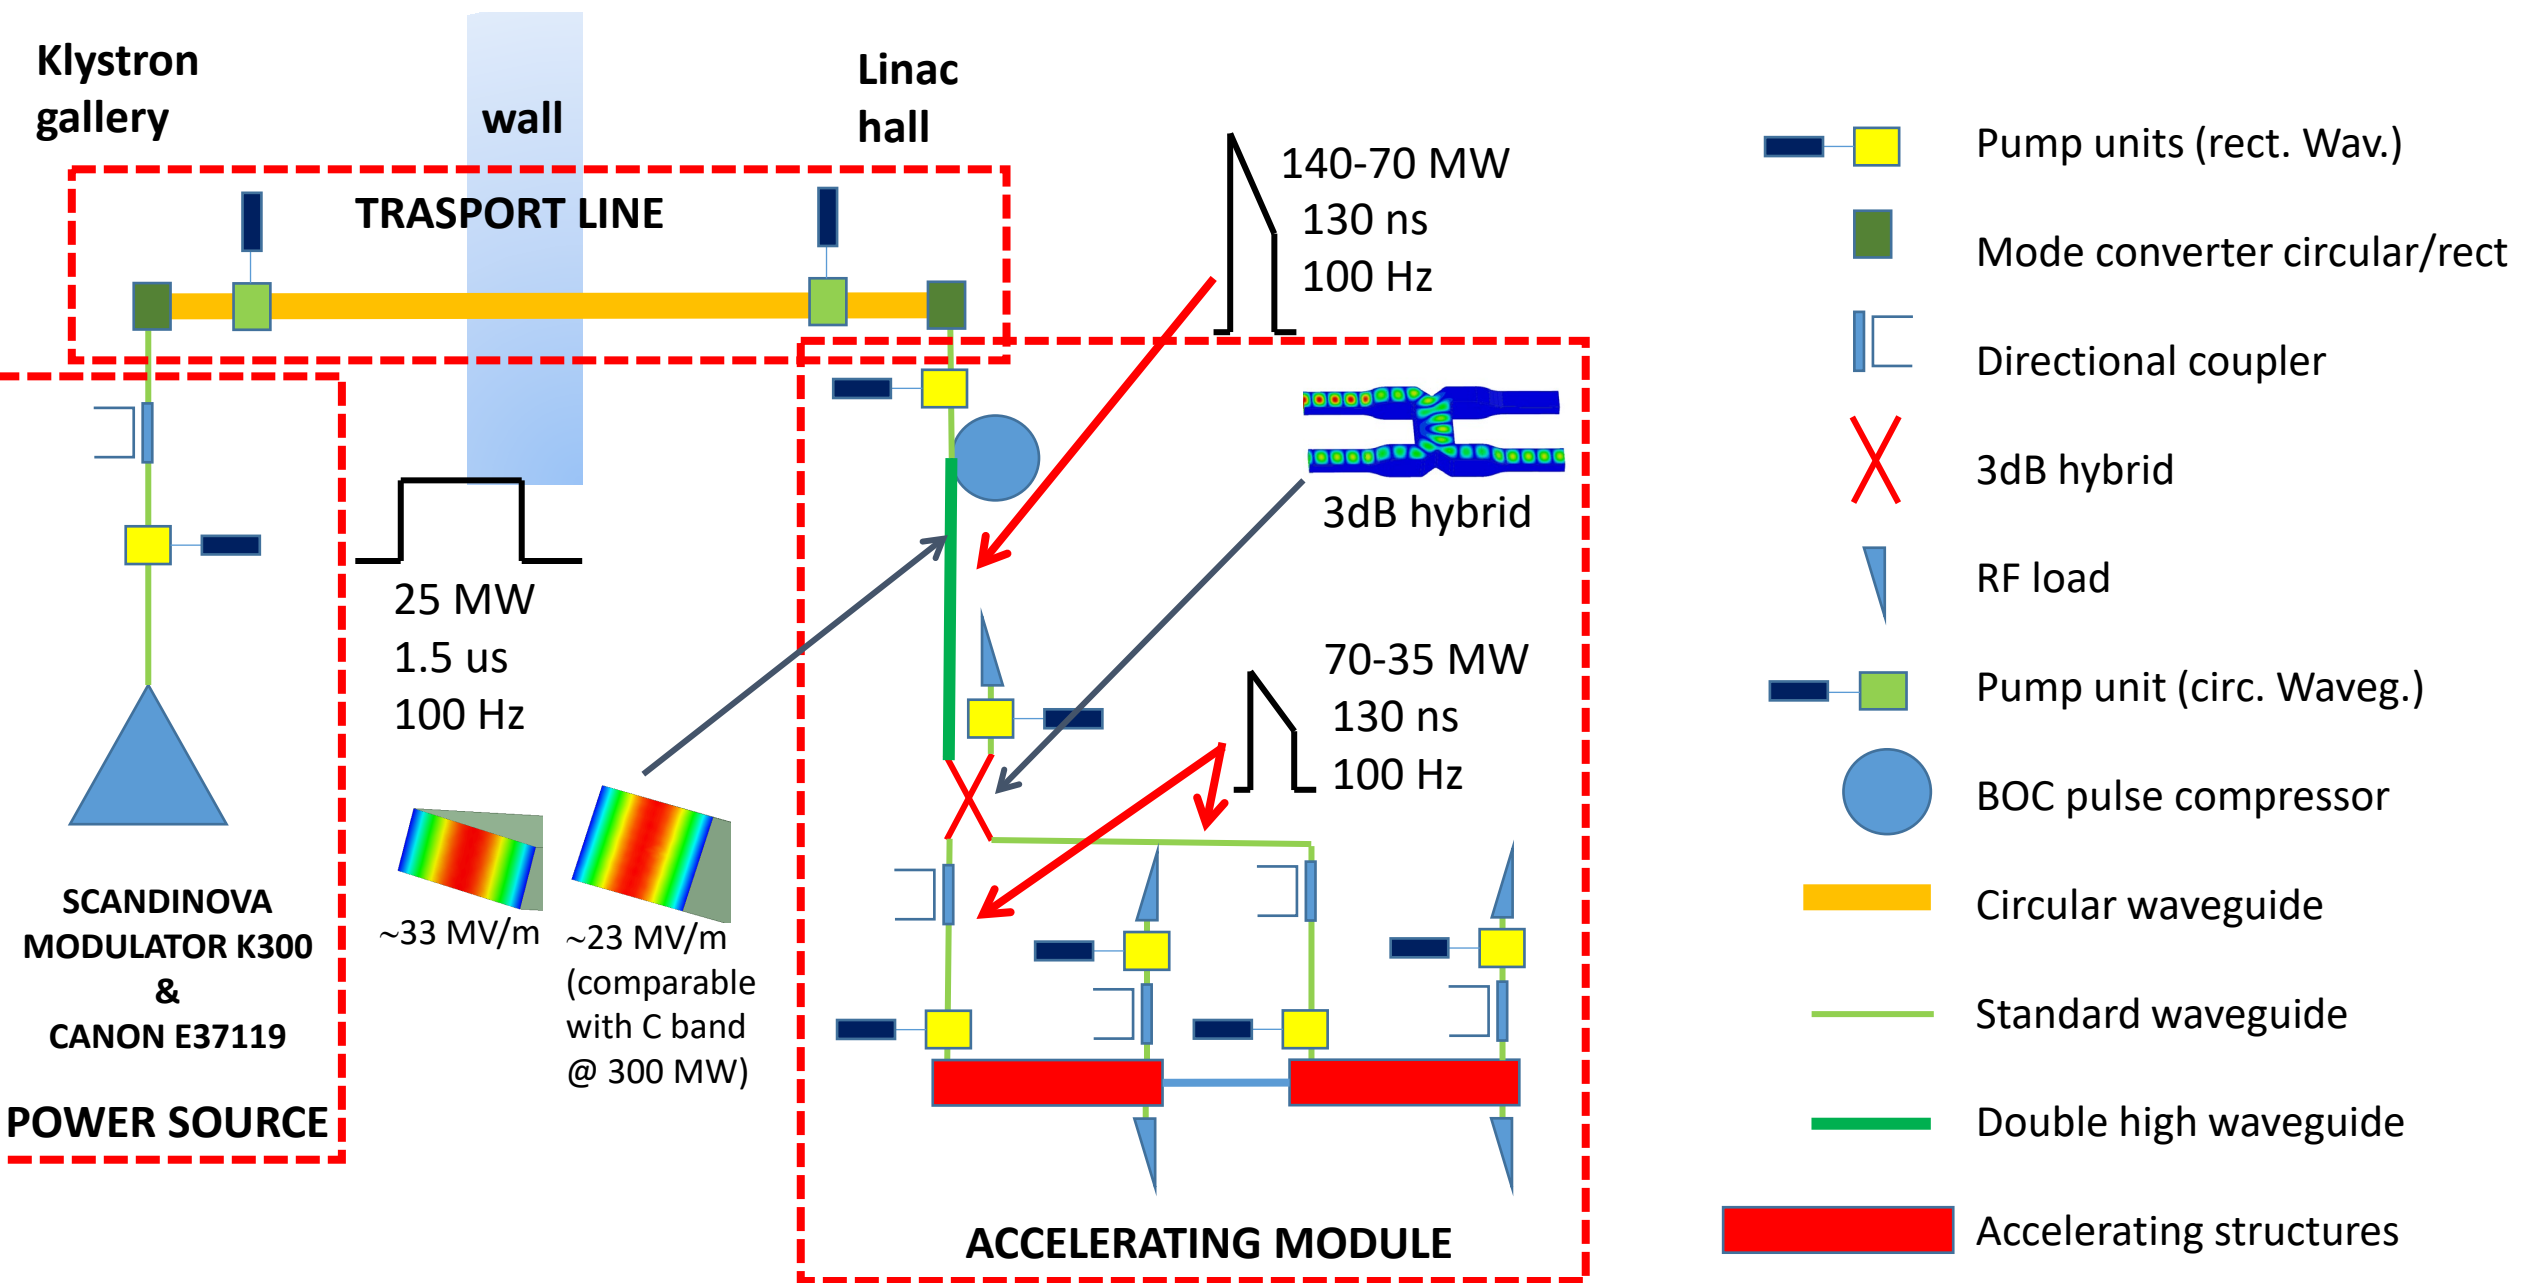 Klystron
gallery
wall
Linac
hall
TRASPORT LINE
140-70 MW
130 ns
100 Hz
25 MW
1.5 us
100 Hz
3dB hybrid
70-35 MW
130 ns
100 Hz
~33 MV/m
~23 MV/m
(comparable
with C band
@ 300 MW)
SCANDINOVA
MODULATOR K300
&
CANON E37119
POWER SOURCE
ACCELERATING MODULE
Pump units (rect. Wav.)
Mode converter circular/rect
Directional coupler
3dB hybrid
RF load
Pump unit (circ. Waveg.)
BOC pulse compressor
Circular waveguide
Standard waveguide
Double high waveguide
Accelerating structures